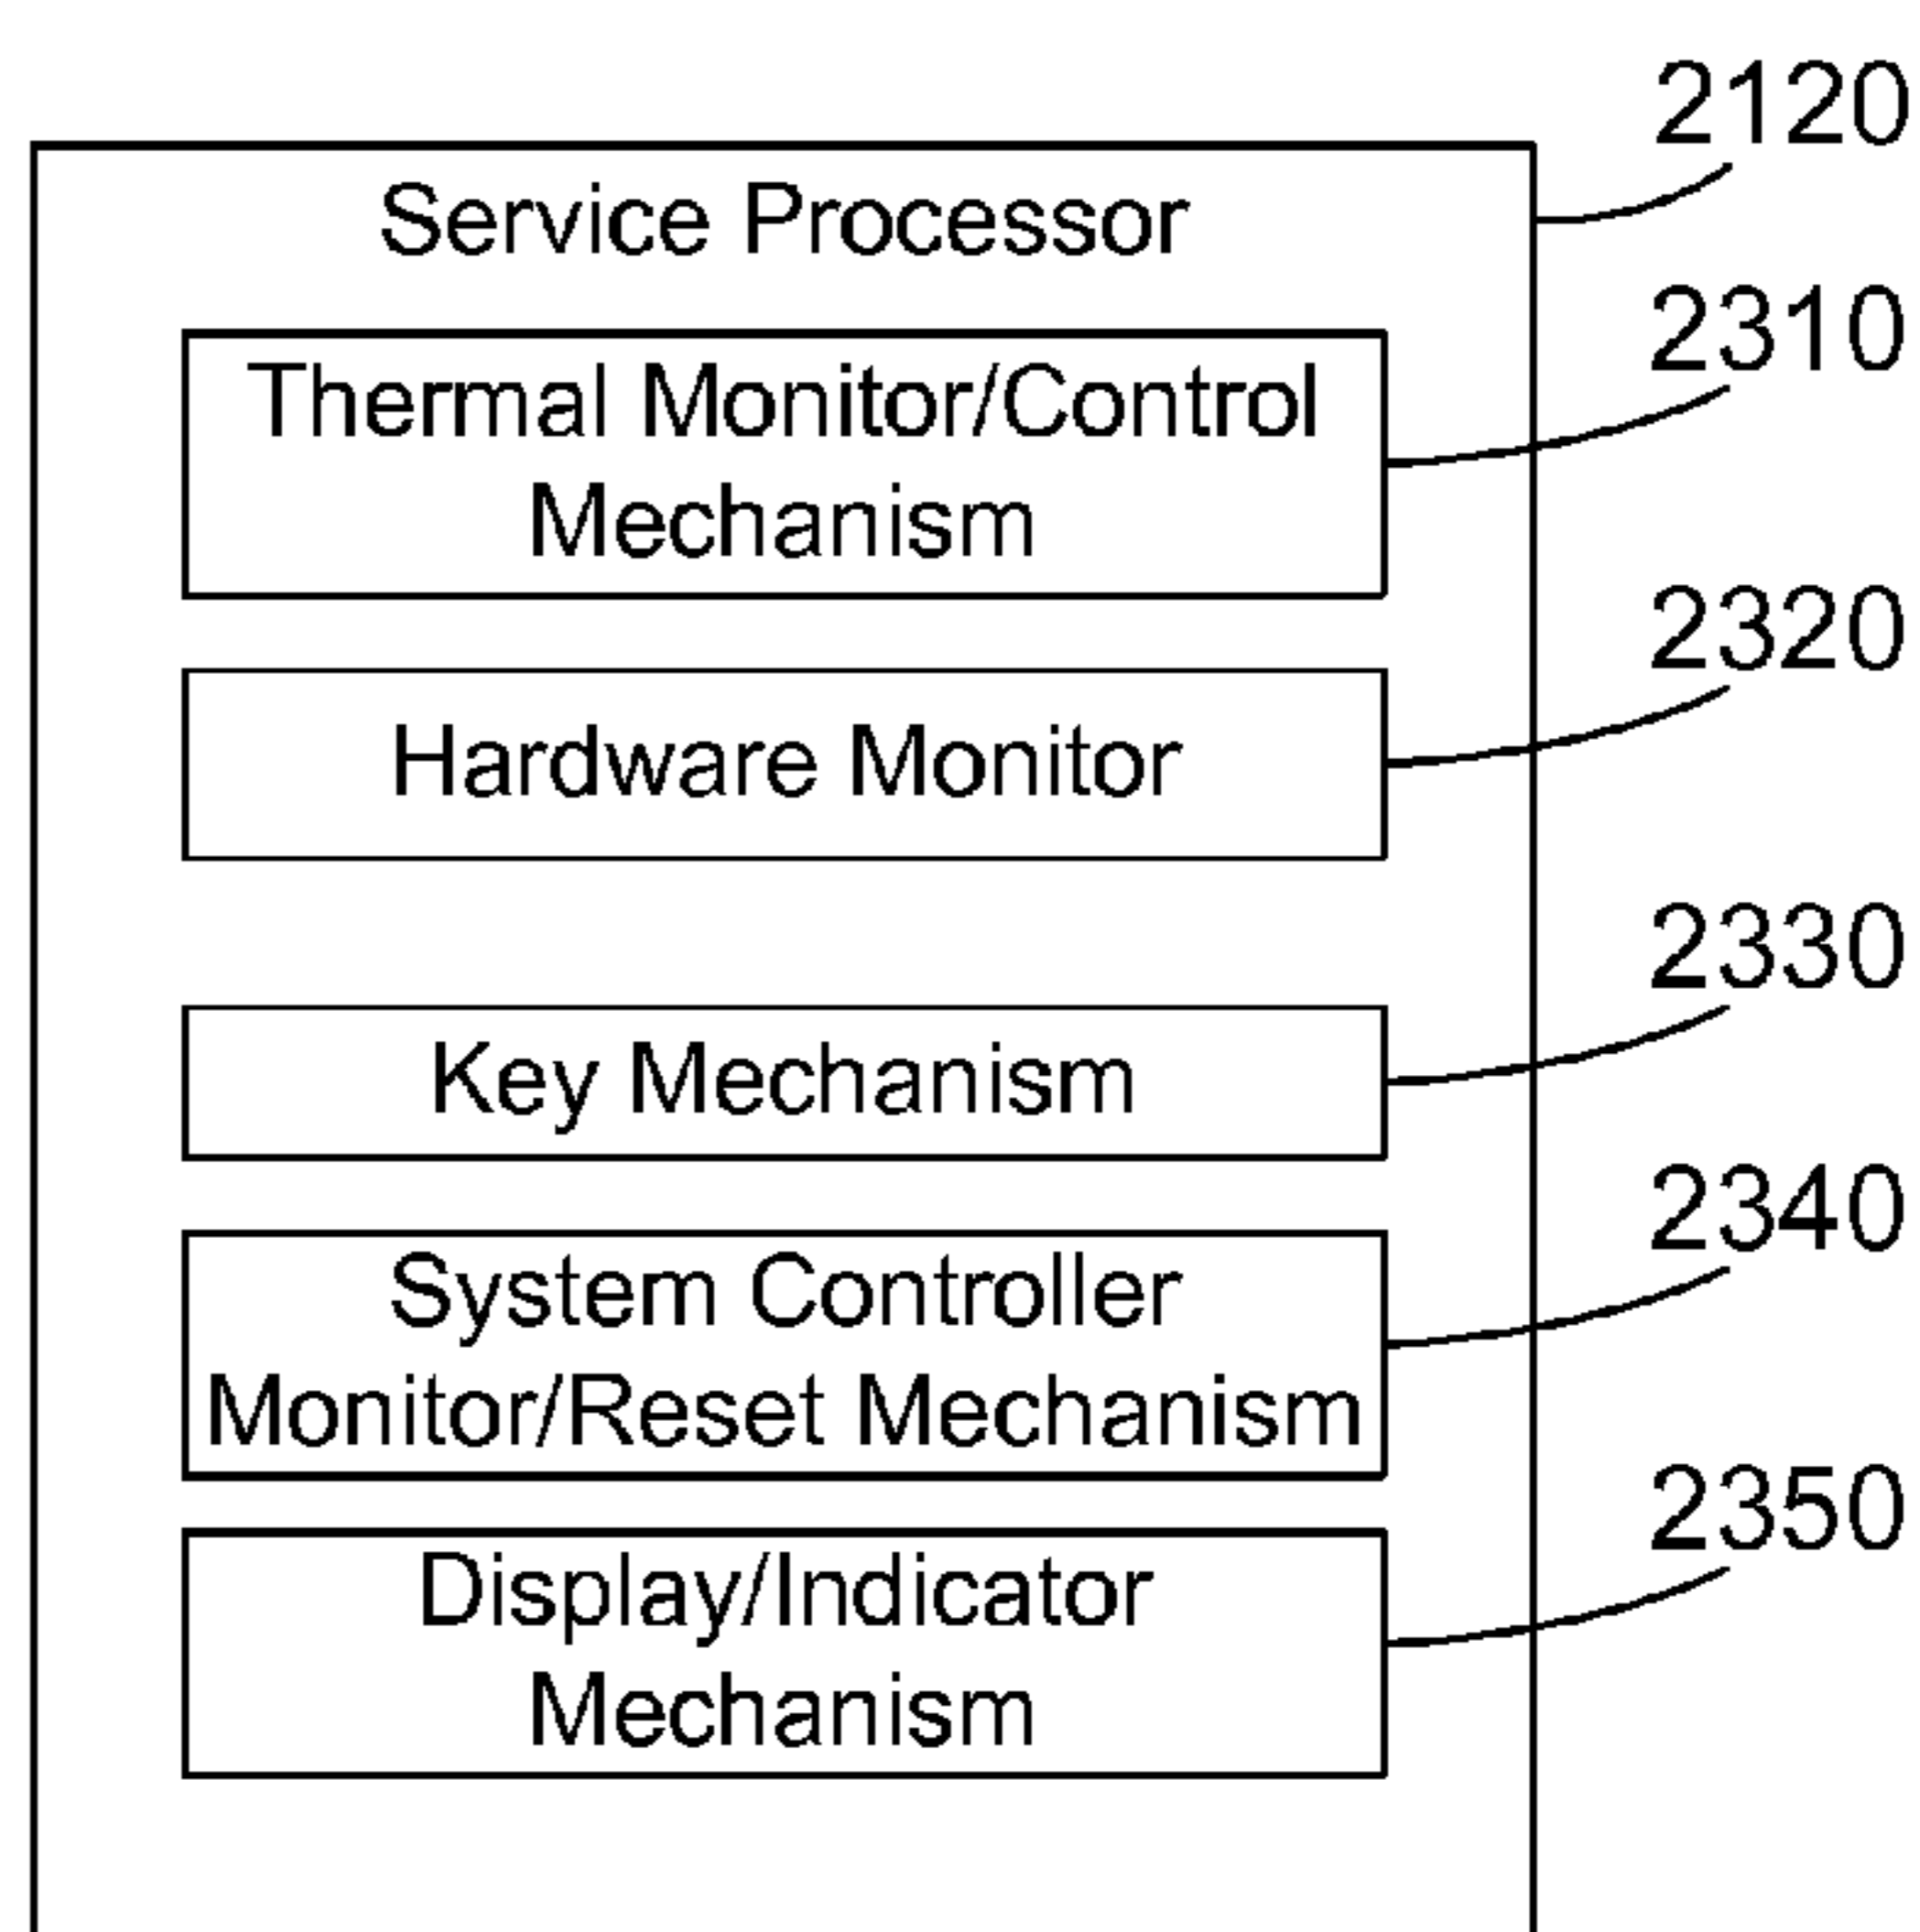 2120
Service Processor
2310
Thermal Monitor/Control
Mechanism
2320
Hardware Monitor
2330
Key Mechanism
2340
System Controller
Monitor/Reset Mechanism
2350
Display/Indicator
Mechanism